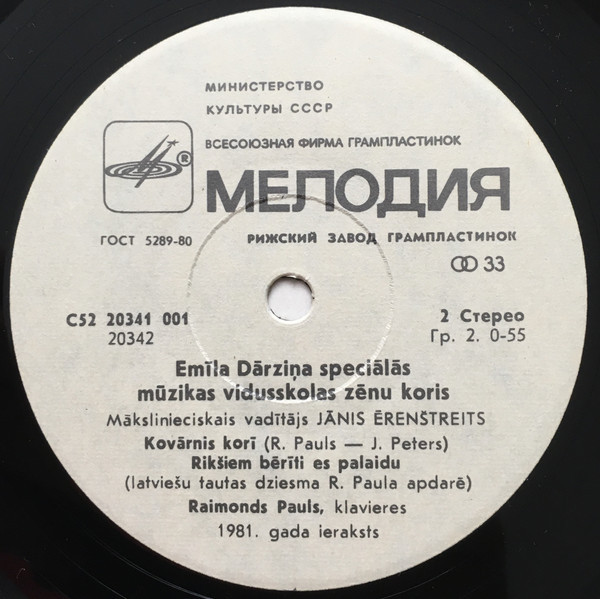 МИНИСТЕРСТВО
КУЛЬТУРЫ СССР
ВСЕСОЮЗНАЯ ФИРМА ГРАМПЛАСТИНОК
®
МЕЛОДИЯ
ГОСТ 5289-80
РИЖСКИЙ ЗАВОД ГРАМПЛАСТИНОК
33
С52 20341 001
20342
2 Стерео
Гр. 2. 0-55
Emīla Dārziņa speciālās
mūzikas vidusskolas zēnu koris
Mākslinieciskais vadītājs JĀNIS ĒRENŠTREITS
Kovārnis korī (R. Pauls — J. Peters)
Rikšiem bērīti es palaidu
(latviešu tautas dziesma R. Paula apdarē)
Raimonds Pauls, klavieres
1981. gada ieraksts